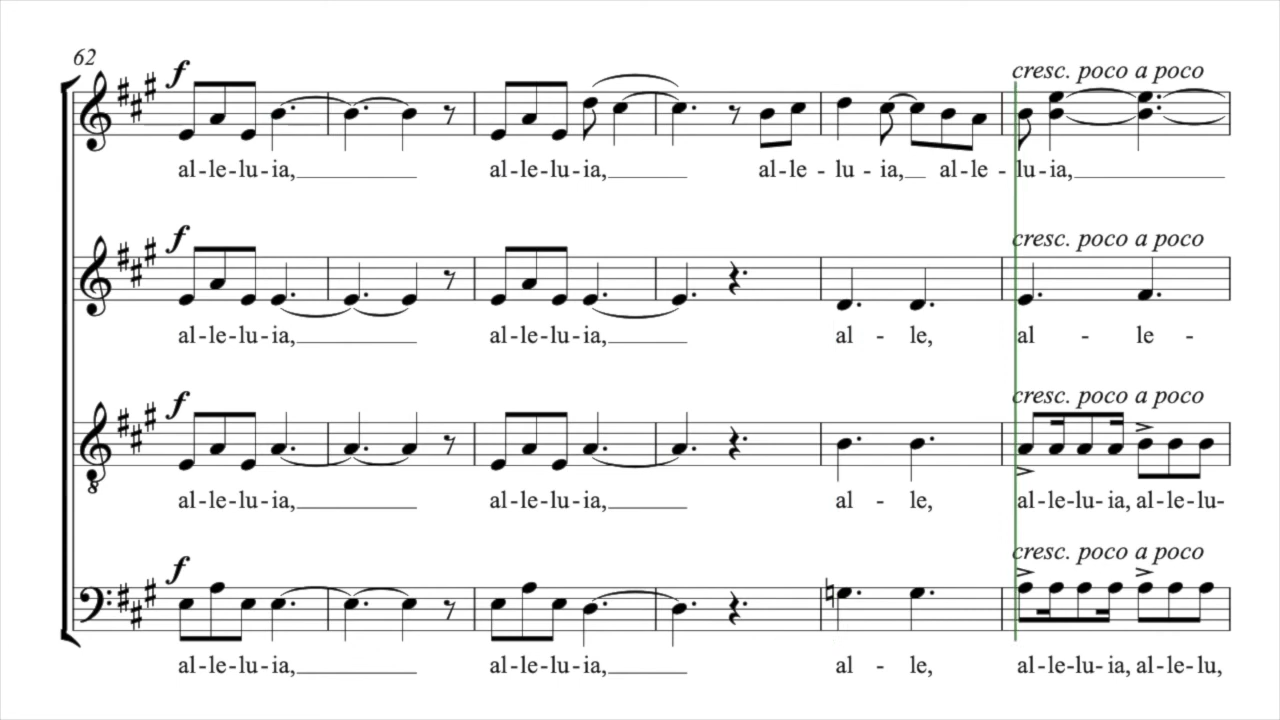 62
f cresc. poco a poco
al-le-lu-ia, al-le-lu-ia, al-le - lu - ia, al-le - lu-ia,
f cresc. poco a poco
al-le-lu-ia, al-le-lu-ia, al - le, al - le -
f cresc. poco a poco
al-le-lu-ia, al-le-lu-ia, al - le, al-le-lu-ia, al-le-lu-
f cresc. poco a poco
al-le-lu-ia, al-le-lu-ia, al - le, al-le-lu-ia, al-le-lu,